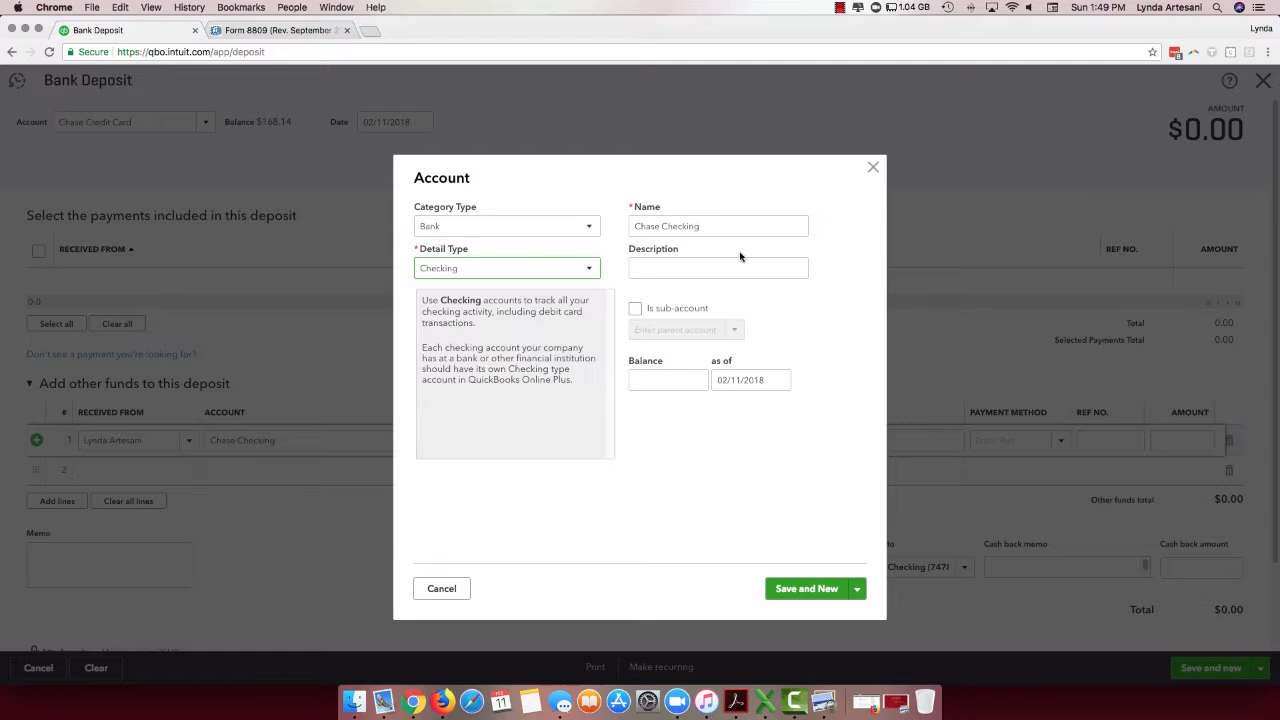 Chrome File Edit View History Bookmarks People Window Help 1.04 GB Sun 1:49 PM Lynda Artesani
Bank Deposit Form 8809 (Rev. September 2 Lynda
Secure https://qbo.intuit.com/app/deposit
Bank Deposit
Account Chase Credit Card Balance $168.14 Date 02/11/2018
AMOUNT
$0.00
Select the payments included in this deposit
RECEIVED FROM REF NO. AMOUNT
0-0
Select all Clear all
Total 0.00
Selected Payments Total 0.00
Don't see a payment you're looking for?
Add other funds to this deposit
# RECEIVED FROM ACCOUNT PAYMENT METHOD REF NO. AMOUNT
1 Lynda Artesani Chase Checking
2
Add lines Clear all lines
Other funds total $0.00
Memo
Cash back memo Cash back amount
Checking (7471
Total $0.00
Cancel Clear Print Make recurring Save and new
Account
Category Type
Bank
* Detail Type
Checking
Use Checking accounts to track all your
checking activity, including debit card
transactions.
Each checking account your company
has at a bank or other financial institution
should have its own Checking type
account in QuickBooks Online Plus.
* Name
Chase Checking
Description
Is sub-account
Enter parent account
Balance as of
02/11/2018
Cancel Save and New